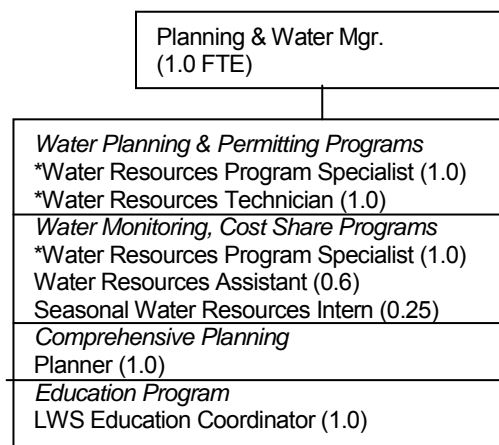 Planning & Water Mgr.
(1.0 FTE)
Water Planning & Permitting Programs
*Water Resources Program Specialist (1.0)
*Water Resources Technician (1.0)
Water Monitoring, Cost Share Programs
*Water Resources Program Specialist (1.0)
Water Resources Assistant (0.6)
Seasonal Water Resources Intern (0.25)
Comprehensive Planning
Planner (1.0)
Education Program
LWS Education Coordinator (1.0)